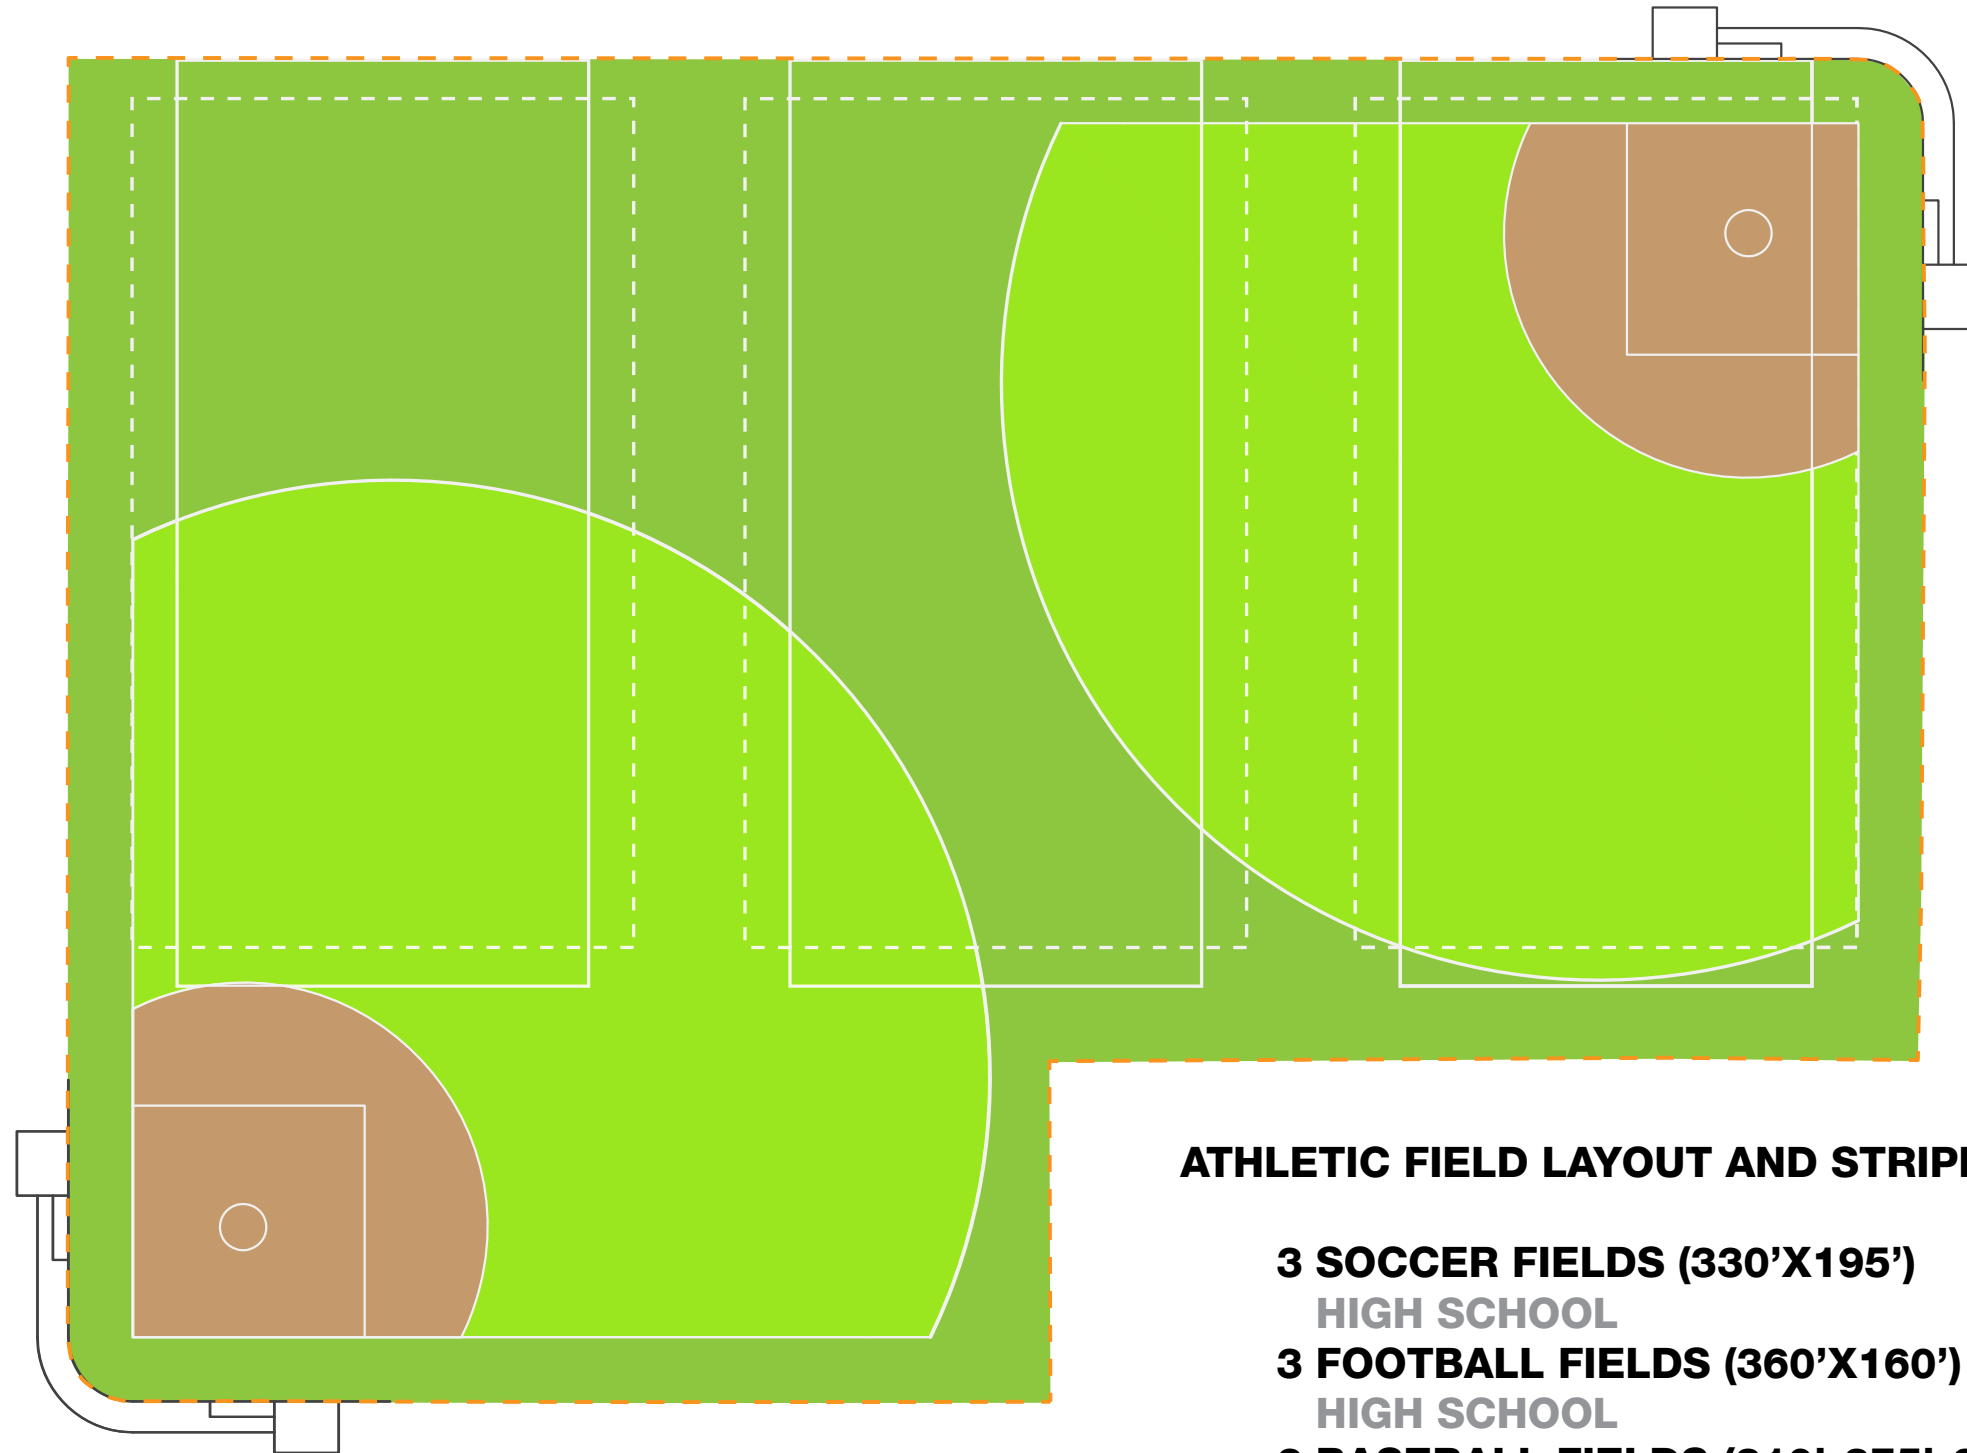 ATHLETIC FIELD LAYOUT AND
3 SOCCER FIELDS (330’X195’)
HIGH SCHOOL
3 FOOTBALL FIELDS (360’X160’)
HIGH SCHOOL